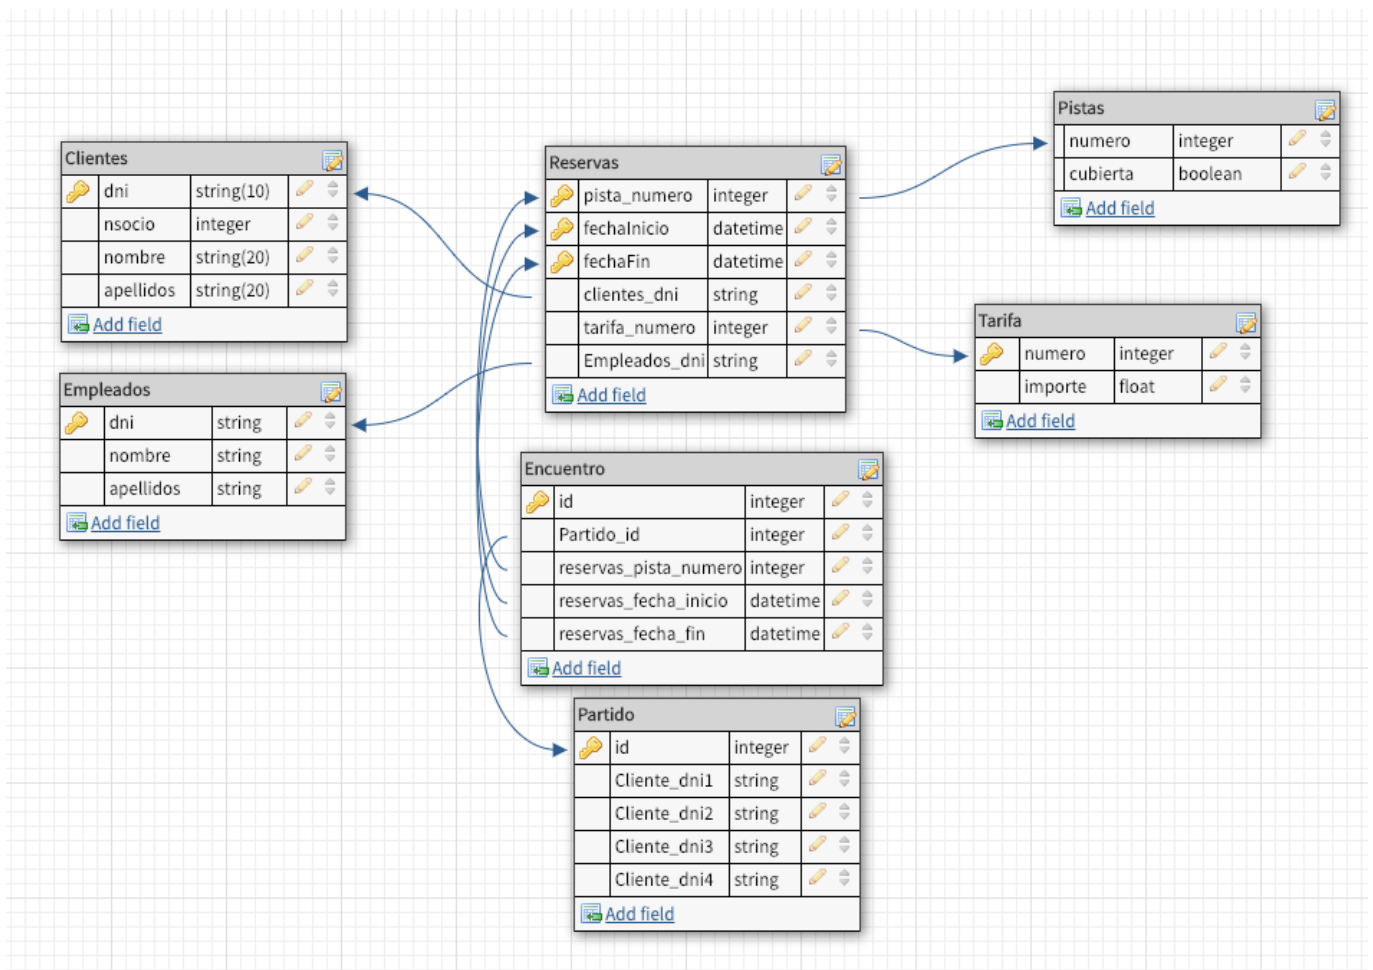 Clientes
dni string(10)
nsocio integer
nombre string(20)
apellidos string(20)
Add field
Empleados
dni string
nombre string
apellidos string
Add field
Reservas
pista_numero integer
fechaInicio datetime
fechaFin datetime
clientes_dni string
tarifa_numero integer
Empleados_dni string
Add field
Pistas
numero integer
cubierta boolean
Add field
Tarifa
numero integer
importe float
Add field
Encuentro
id integer
Partido_id integer
reservas_pista_numero integer
reservas_fecha_inicio datetime
reservas_fecha_fin datetime
Add field
Partido
id integer
Cliente_dni1 string
Cliente_dni2 string
Cliente_dni3 string
Cliente_dni4 string
Add field